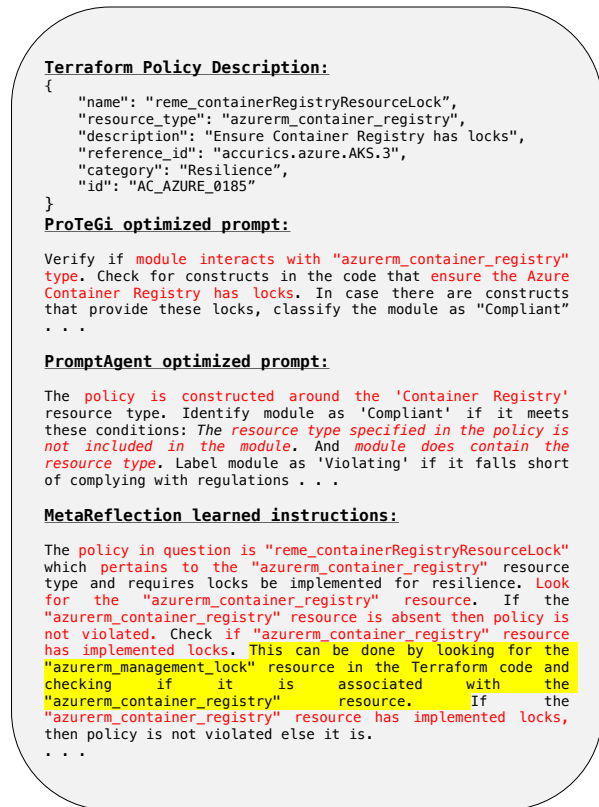 Terraform Policy Description:
{
    "name": "reme_containerRegistryResourceLock”,
    "resource_type": "azurerm_container_registry",
    "description": "Ensure Container Registry has locks",
    "reference_id": "accurics.azure.AKS.3",
    "category": "Resilience”,
    "id": "AC_AZURE_0185”
}
ProTeGi optimized prompt:
Verify if module interacts with "azurerm_container_registry"
type. Check for constructs in the code that ensure the Azure
Container Registry has locks. In case there are constructs
that provide these locks, classify the module as "Compliant”
. . .
PromptAgent optimized prompt:
The policy is constructed around the 'Container Registry'
resource type. Identify module as 'Compliant' if it meets
these conditions: The resource type specified in the policy is
not included in the module. And module does contain the
resource type. Label module as 'Violating' if it falls short
of complying with regulations . . .
MetaReflection learned instructions:
The policy in question is "reme_containerRegistryResourceLock"
which pertains to the "azurerm_container_registry" resource
type and requires locks be implemented for resilience. Look
for the "azurerm_container_registry" resource. If the
"azurerm_container_registry" resource is absent then policy is
not violated. Check if "azurerm_container_registry" resource
has implemented locks. This can be done by looking for the
"azurerm_management_lock" resource in the Terraform code and
checking if it is associated with the
"azurerm_container_registry" resource. If the
"azurerm_container_registry" resource has implemented locks,
then policy is not violated else it is.
. . .